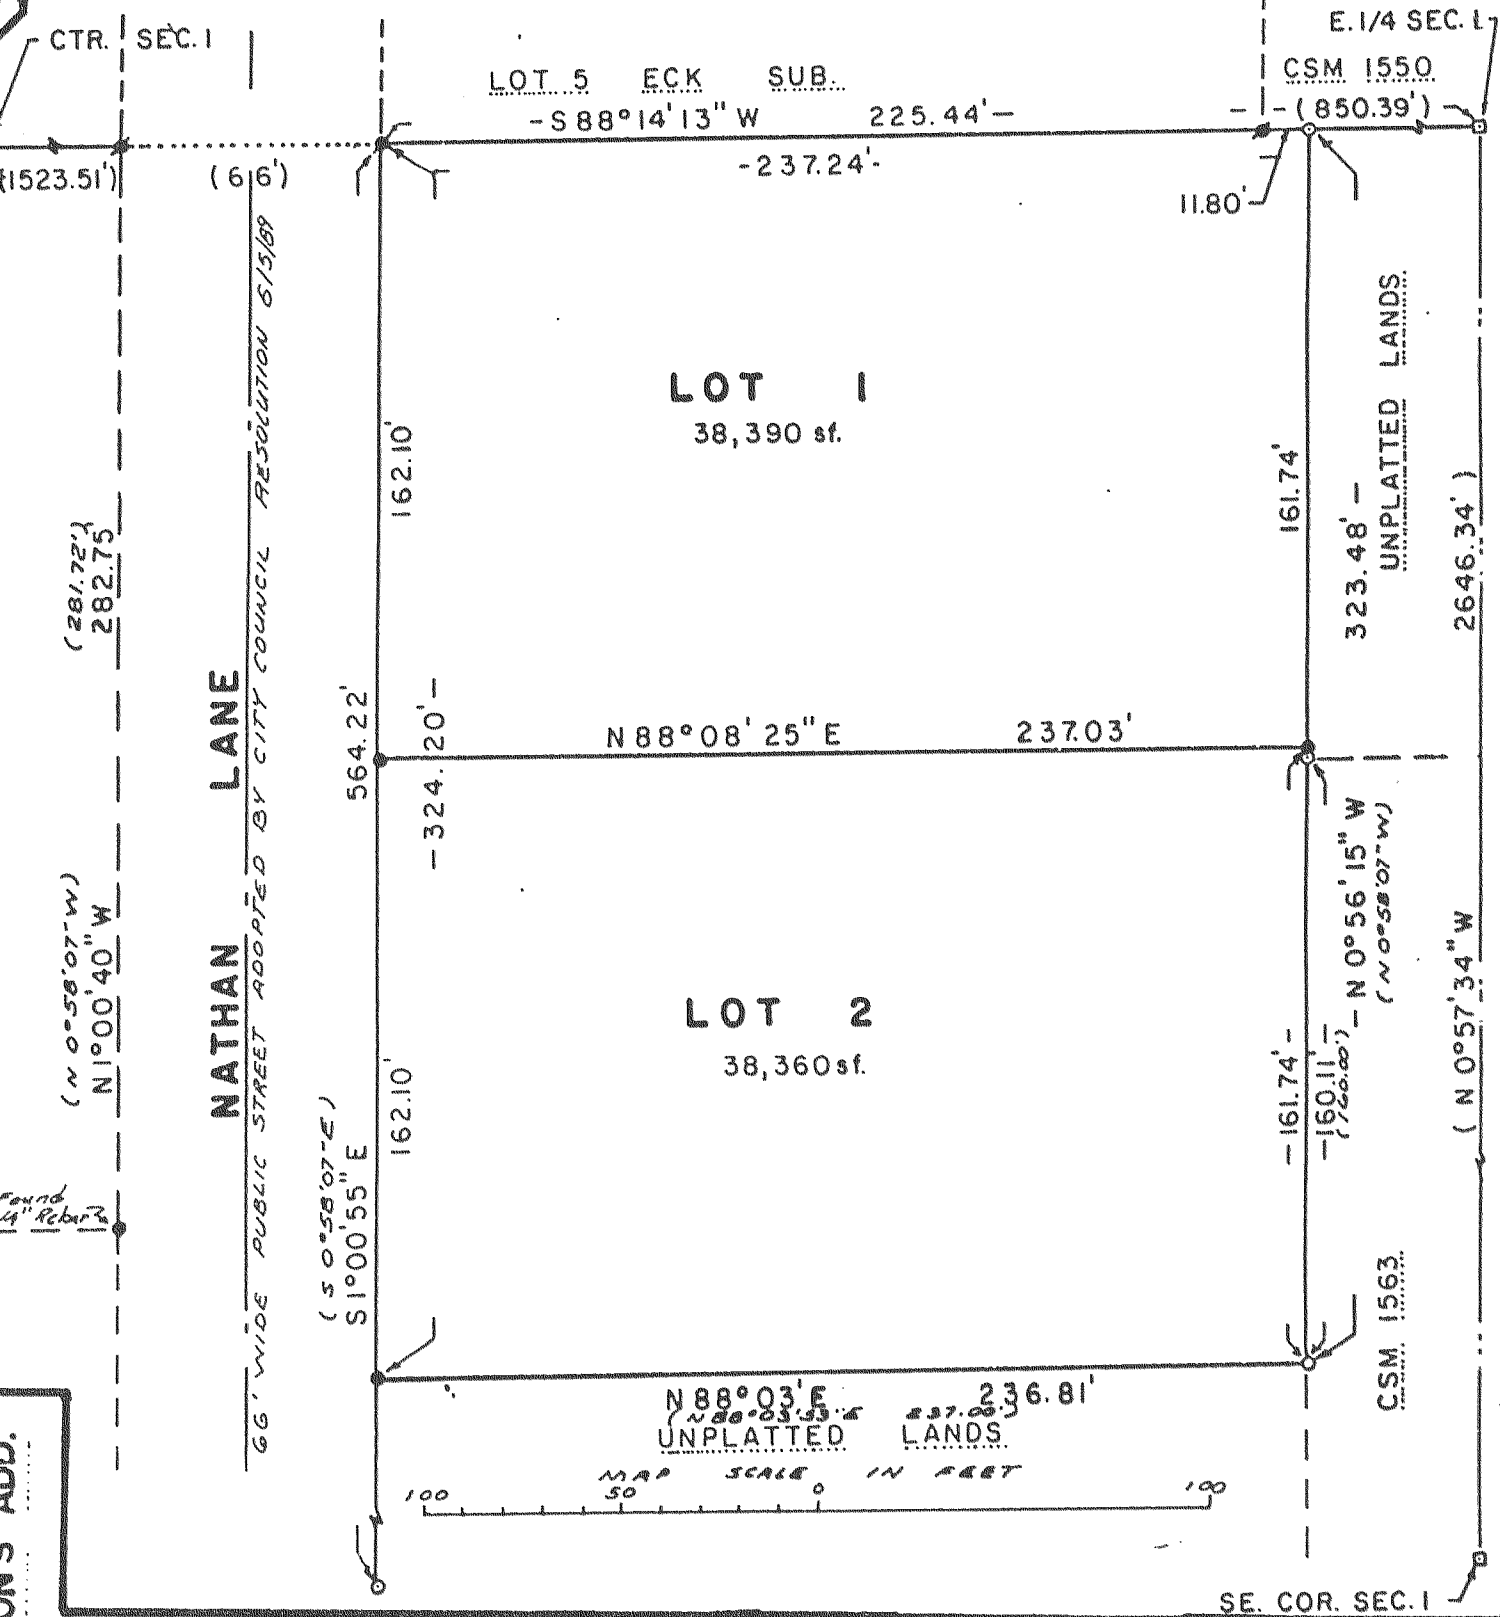 CTR. SEC. 1
E. 1/4 SEC. 1
LOT 5 ECK SUB.
CSM 1550
-S 88°14'13" W 225.44'-
- -(850.39')
(1523.51')
(66')
-237.24'-
11.80'
LOT 1
38,390 sf.
162.10'
161.74'
323.48' -
UNPLATTED LANDS
2646.34' )
(281.72')
282.75'
NATHAN LANE
66' WIDE PUBLIC STREET ADOPTED BY CITY COUNCIL RESOLUTION 6/5/89
564.22'
-324.20'-
N 88°08'25" E 237.03'
(N 0°58'07" W)
N 1°00'40" W
- N 0°56'15" W
(N 0°58'07" W)
( N 0°57'34" W
LOT 2
38,360 sf.
162.10'
-161.74'-
-160.11'-
(160.00')
(S 0°58'07" E)
S 1°00'55" E
Found
Rebar
CSM 1563
N 88°03' E 236.81'
237.00'
UNPLATTED LANDS
MAP SCALE IN FEET
100 50 0 100
ADD.
SE. COR. SEC. 1